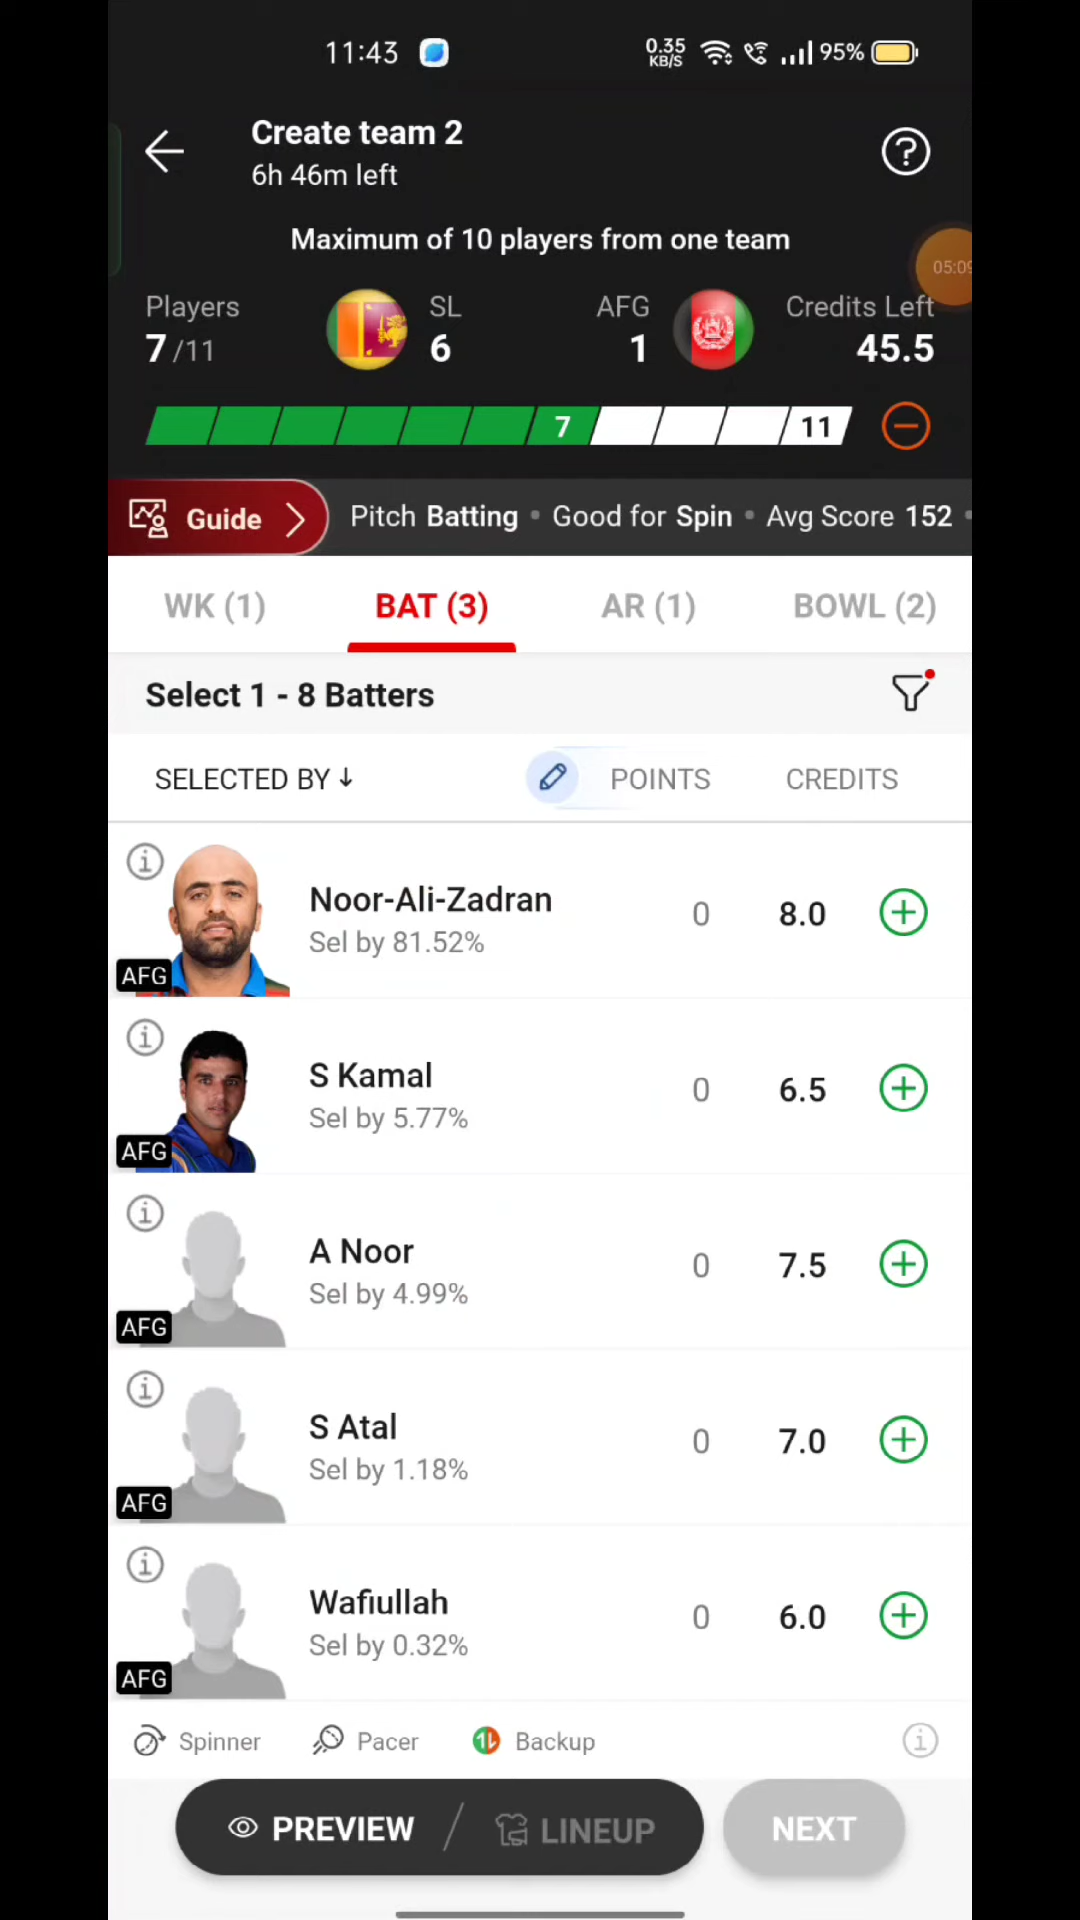 11:43
0.35 KB/S
95%
Create team 2
6h 46m left
Maximum of 10 players from one team
05:09
Players
7/11
SL
6
AFG
1
Credits Left
45.5
7
11
Guide
Pitch Batting • Good for Spin • Avg Score 152
WK (1)
BAT (3)
AR (1)
BOWL (2)
Select 1 - 8 Batters
SELECTED BY ↓
POINTS
CREDITS
AFG
Noor-Ali-Zadran
Sel by 81.52%
0
8.0
AFG
S Kamal
Sel by 5.77%
0
6.5
AFG
A Noor
Sel by 4.99%
0
7.5
AFG
S Atal
Sel by 1.18%
0
7.0
AFG
Wafiullah
Sel by 0.32%
0
6.0
Spinner
Pacer
Backup
PREVIEW / LINEUP
NEXT